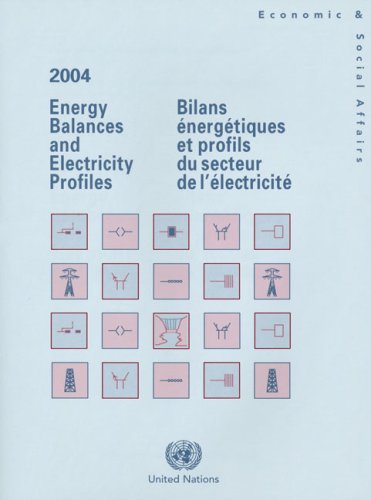 Economic &
Social Affairs
2004
Energy
Balances
and
Electricity
Profiles
Bilans
énergétiques
et profils
du secteur
de l'électricité
United Nations